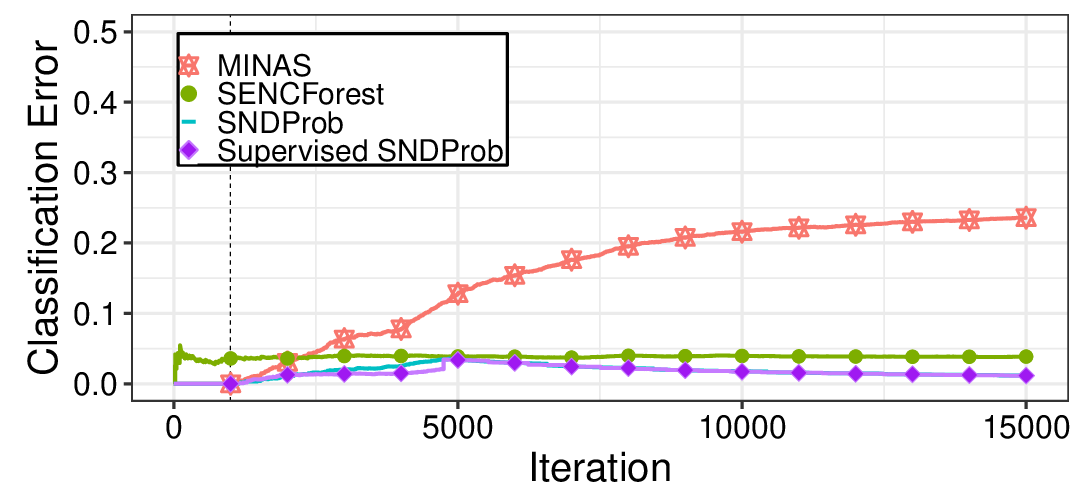 Classification Error
0.5
0.4
0.3
0.2
0.1
0.0
MINAS
SENCForest
SNDProb
Supervised SNDProb
0
5000
10000
15000
Iteration